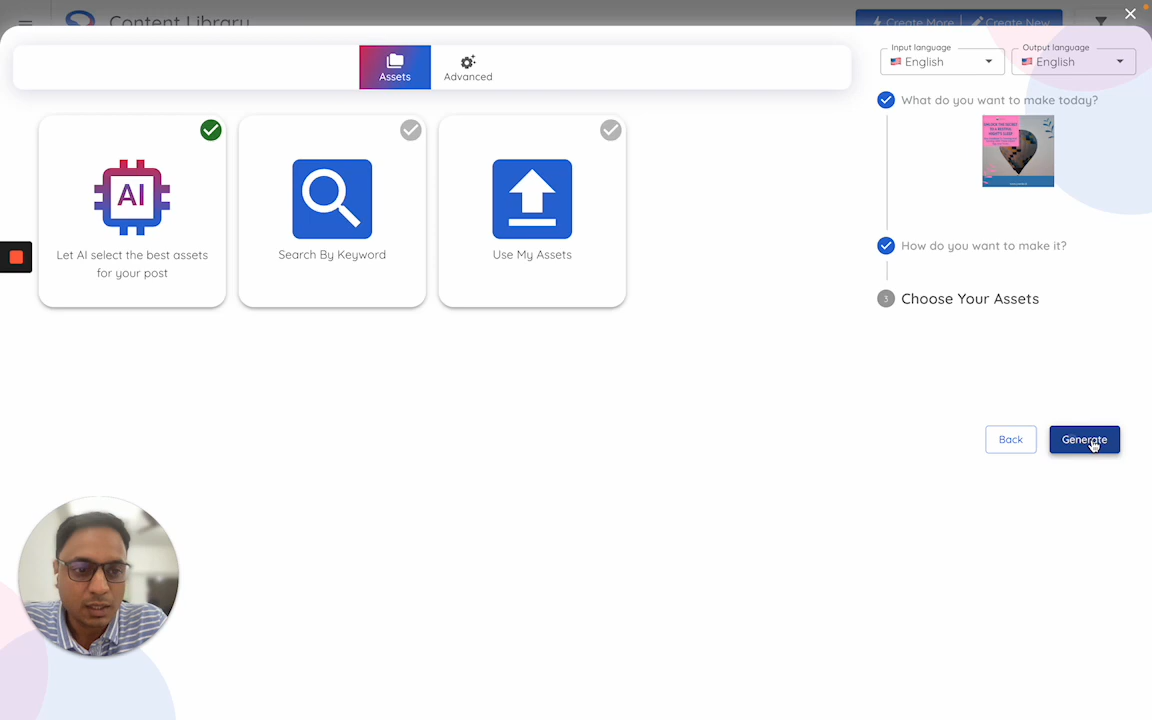 Content Library
Create More
Create New
Assets
Advanced
Input language
English
Output language
English
What do you want to make today?
AI
Let AI select the best assets
for your post
Search By Keyword
Use My Assets
How do you want to make it?
3
Choose Your Assets
Back
Generate